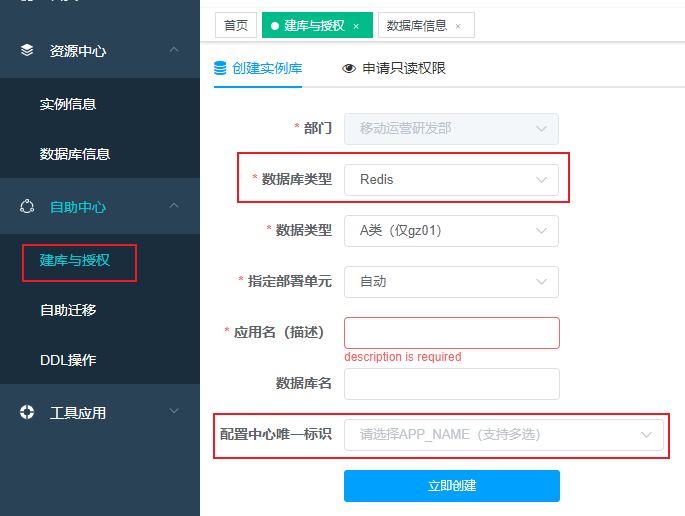 资源中心
实例信息
数据库信息
自助中心
建库与授权
自助迁移
DDL操作
工具应用
首页
建库与授权 ×
数据库信息 ×
创建实例库
申请只读权限
* 部门
移动运营研发部
* 数据库类型
Redis
* 数据类型
A类（仅gz01）
* 指定部署单元
自动
* 应用名（描述）
description is required
数据库名
配置中心唯一标识
请选择APP_NAME（支持多选）
立即创建